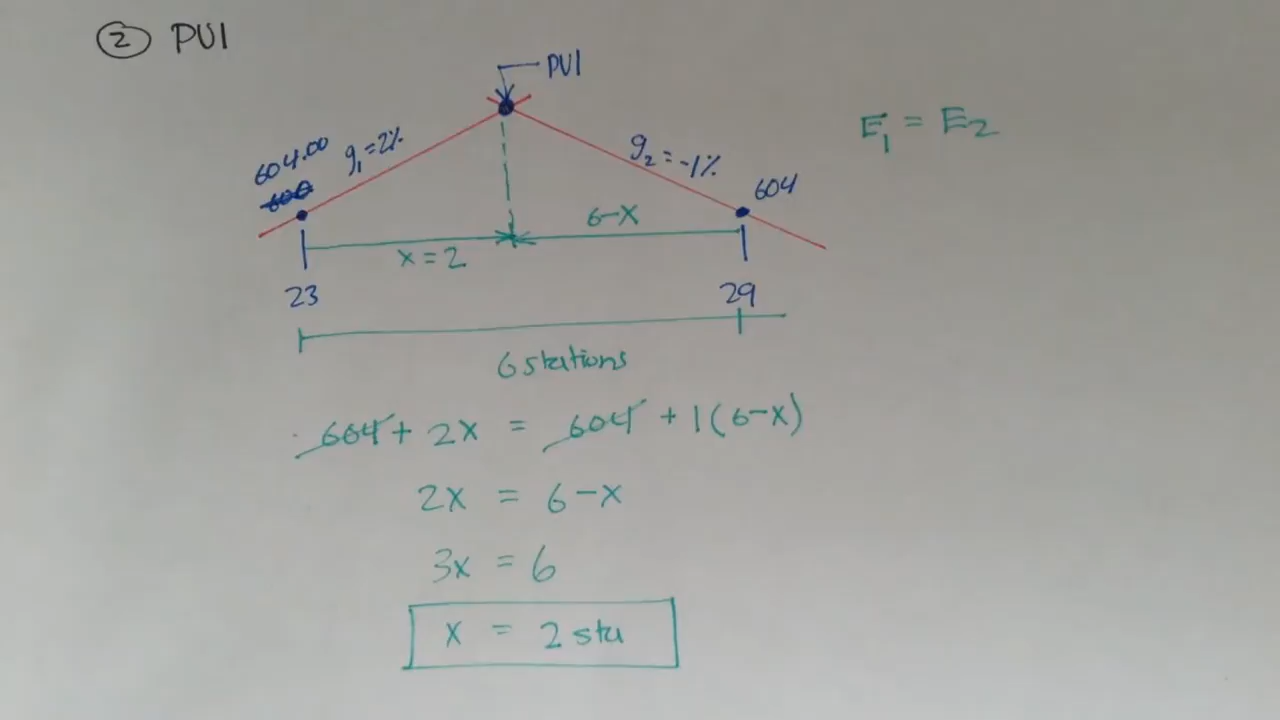 ② PVI
PVI
E₁ = E₂
604.00
g₁ = 2%
g₂ = -1%
604
6-x
x = 2
23
29
6 stations
604 + 2x = 604 + 1(6-x)
2x = 6-x
3x = 6
x = 2 sta